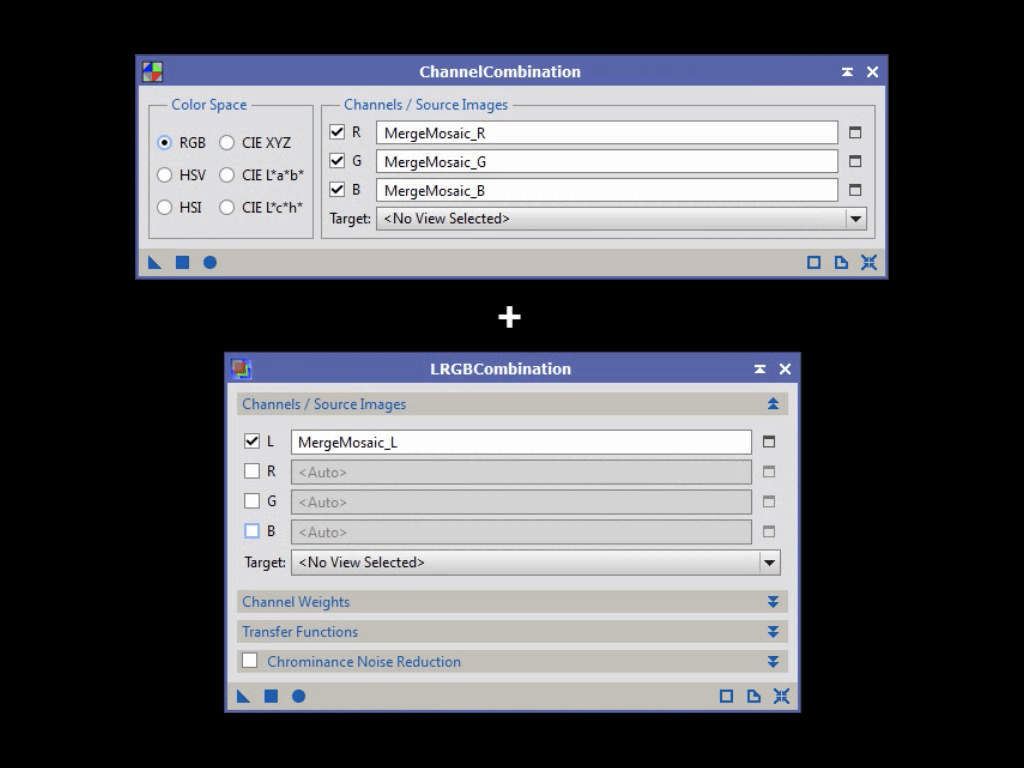 ChannelCombination
Color Space
Channels / Source Images
RGB CIE XYZ
HSV CIE L*a*b*
HSI CIE L*c*h*
R MergeMosaic_R
G MergeMosaic_G
B MergeMosaic_B
Target: <No View Selected>
+
LRGBCombination
Channels / Source Images
L MergeMosaic_L
R <Auto>
G <Auto>
B <Auto>
Target: <No View Selected>
Channel Weights
Transfer Functions
Chrominance Noise Reduction